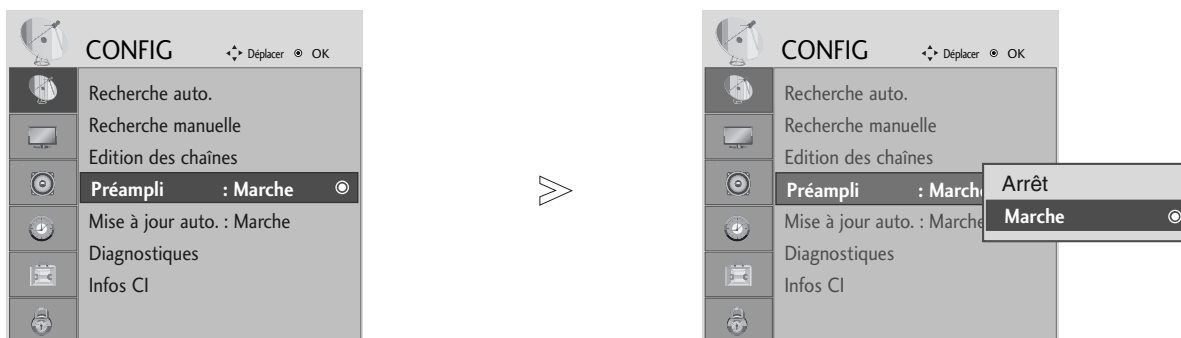 CONFIG Déplacer OK
Recherche auto.
Recherche manuelle
Edition des chaînes
Préampli : Marche
Mise à jour auto. : Marche
Diagnostiques
Infos CI
CONFIG Déplacer OK
Recherche auto.
Recherche manuelle
Edition des chaînes
Préampli : March
Mise à jour auto. : Marche
Diagnostiques
Infos CI
Arrêt
Marche